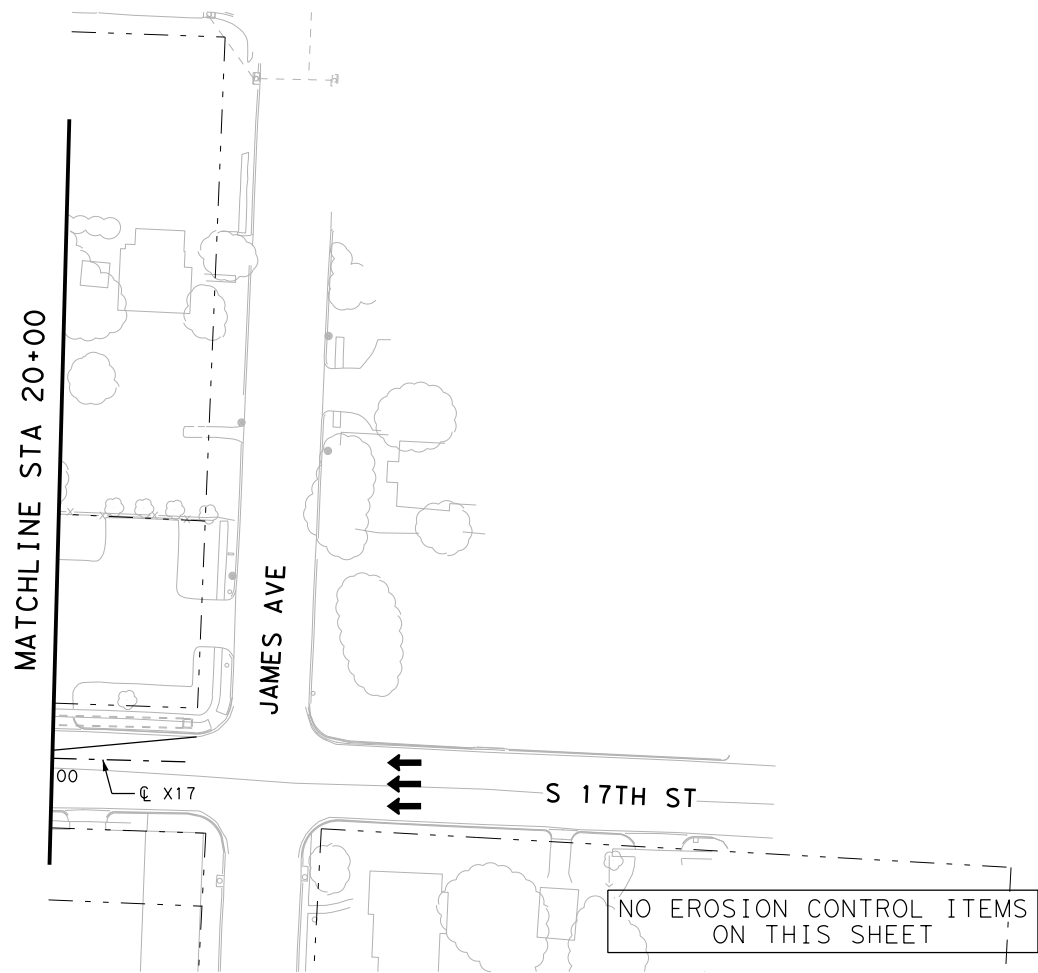 MATCHLINE STA 20+00
JAMES AVE
00
℄ X17
S 17TH ST
NO EROSION CONTROL ITEMS
ON THIS SHEET